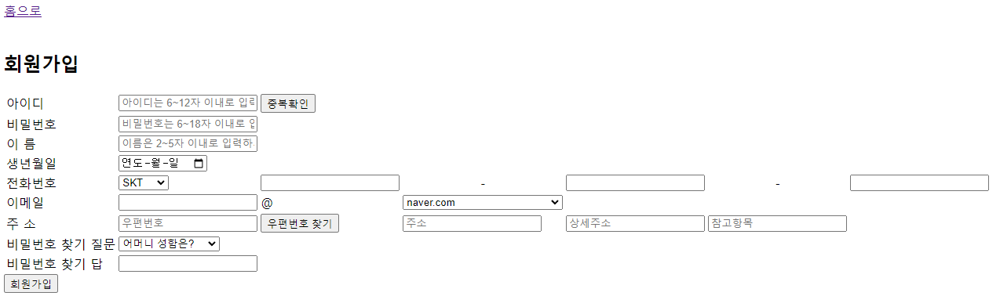 홈으로
회원가입
아이디 아이디는 6~12자 이내로 입력 중복확인
비밀번호 비밀번호는 6~18자 이내로 입
이 름 이름은 2~5자 이내로 입력하
생년월일 연도-월-일
전화번호 SKT - -
이메일 @ naver.com
주 소 우편번호 우편번호 찾기 주소 상세주소 참고항목
비밀번호 찾기 질문 어머니 성함은?
비밀번호 찾기 답
회원가입